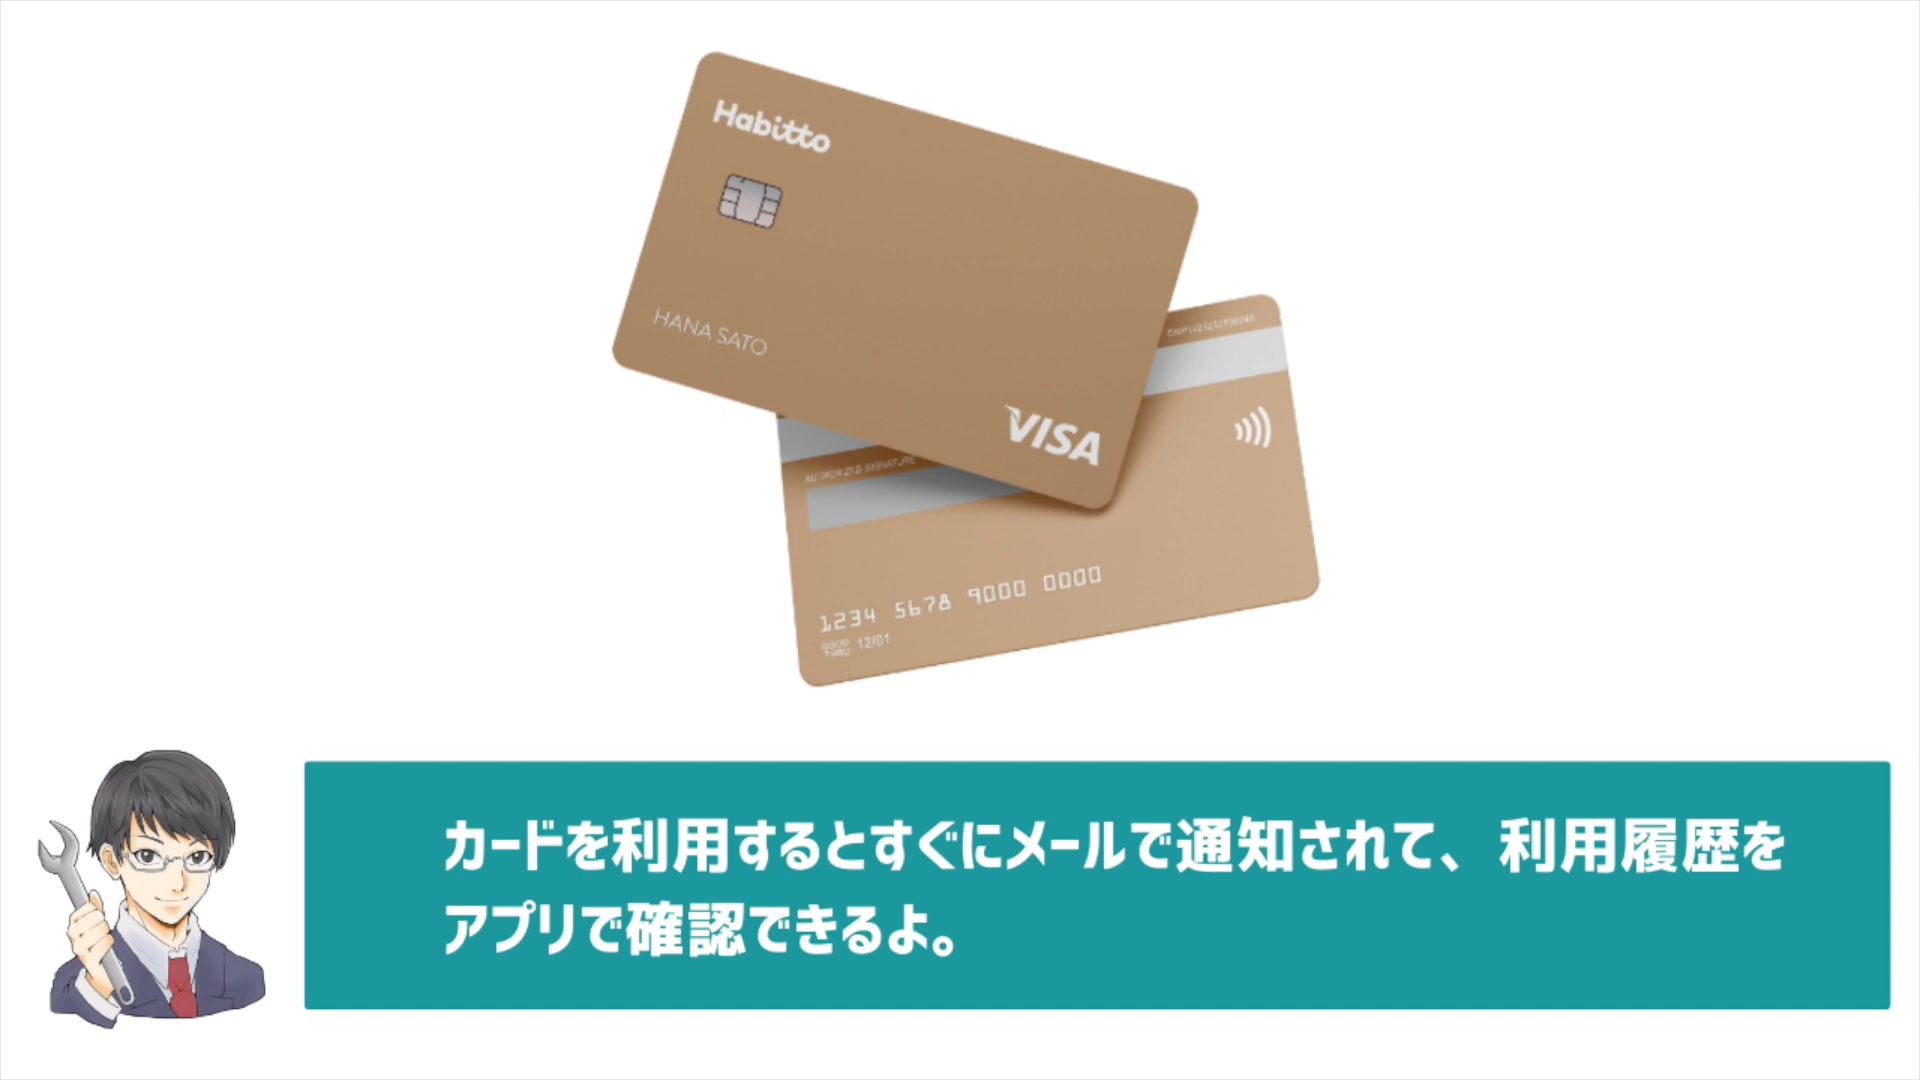 Habitto
HANA SATO
VISA
AUTHORIZED SIGNATURE
1234 5678 9000 0000
GOOD
THRU 12/01
カードを利用するとすぐにメールで通知されて、利用履歴を
アプリで確認できるよ。